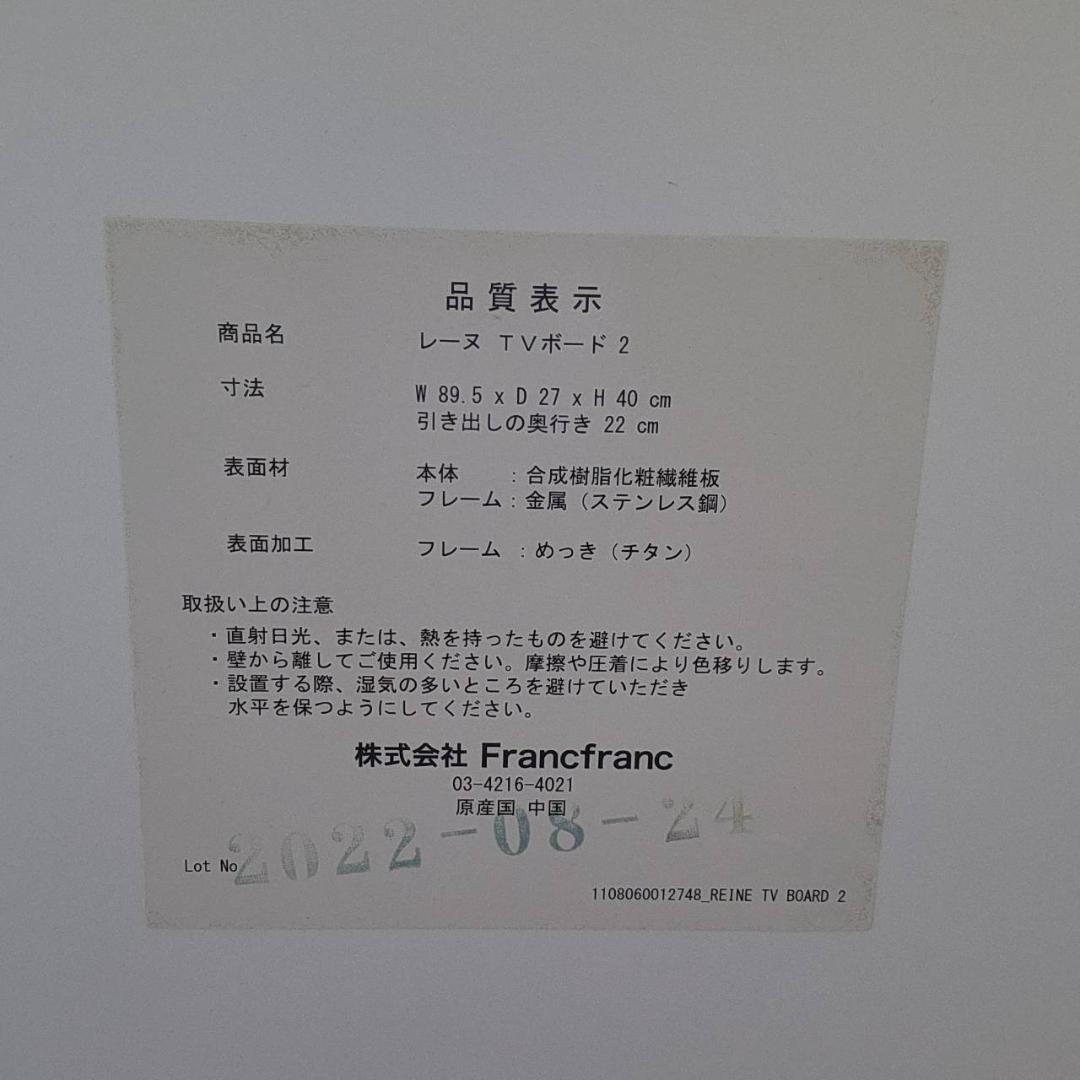 品質表示
商品名 レーヌ TVボード 2
寸法 W 89.5 x D 27 x H 40 cm
引き出しの奥行き 22 cm
表面材 本体 : 合成樹脂化粧繊維板
フレーム : 金属 (ステンレス鋼)
表面加工 フレーム : めっき (チタン)
取扱い上の注意
・直射日光、または、熱を持ったものを避けてください。
・壁から離してご使用ください。摩擦や圧着により色移りします。
・設置する際、湿気の多いところを避けていただき
水平を保つようにしてください。
株式会社 Francfranc
03-4216-4021
原産国 中国
Lot No 2022-08-24
1108060012748_REINE TV BOARD 2